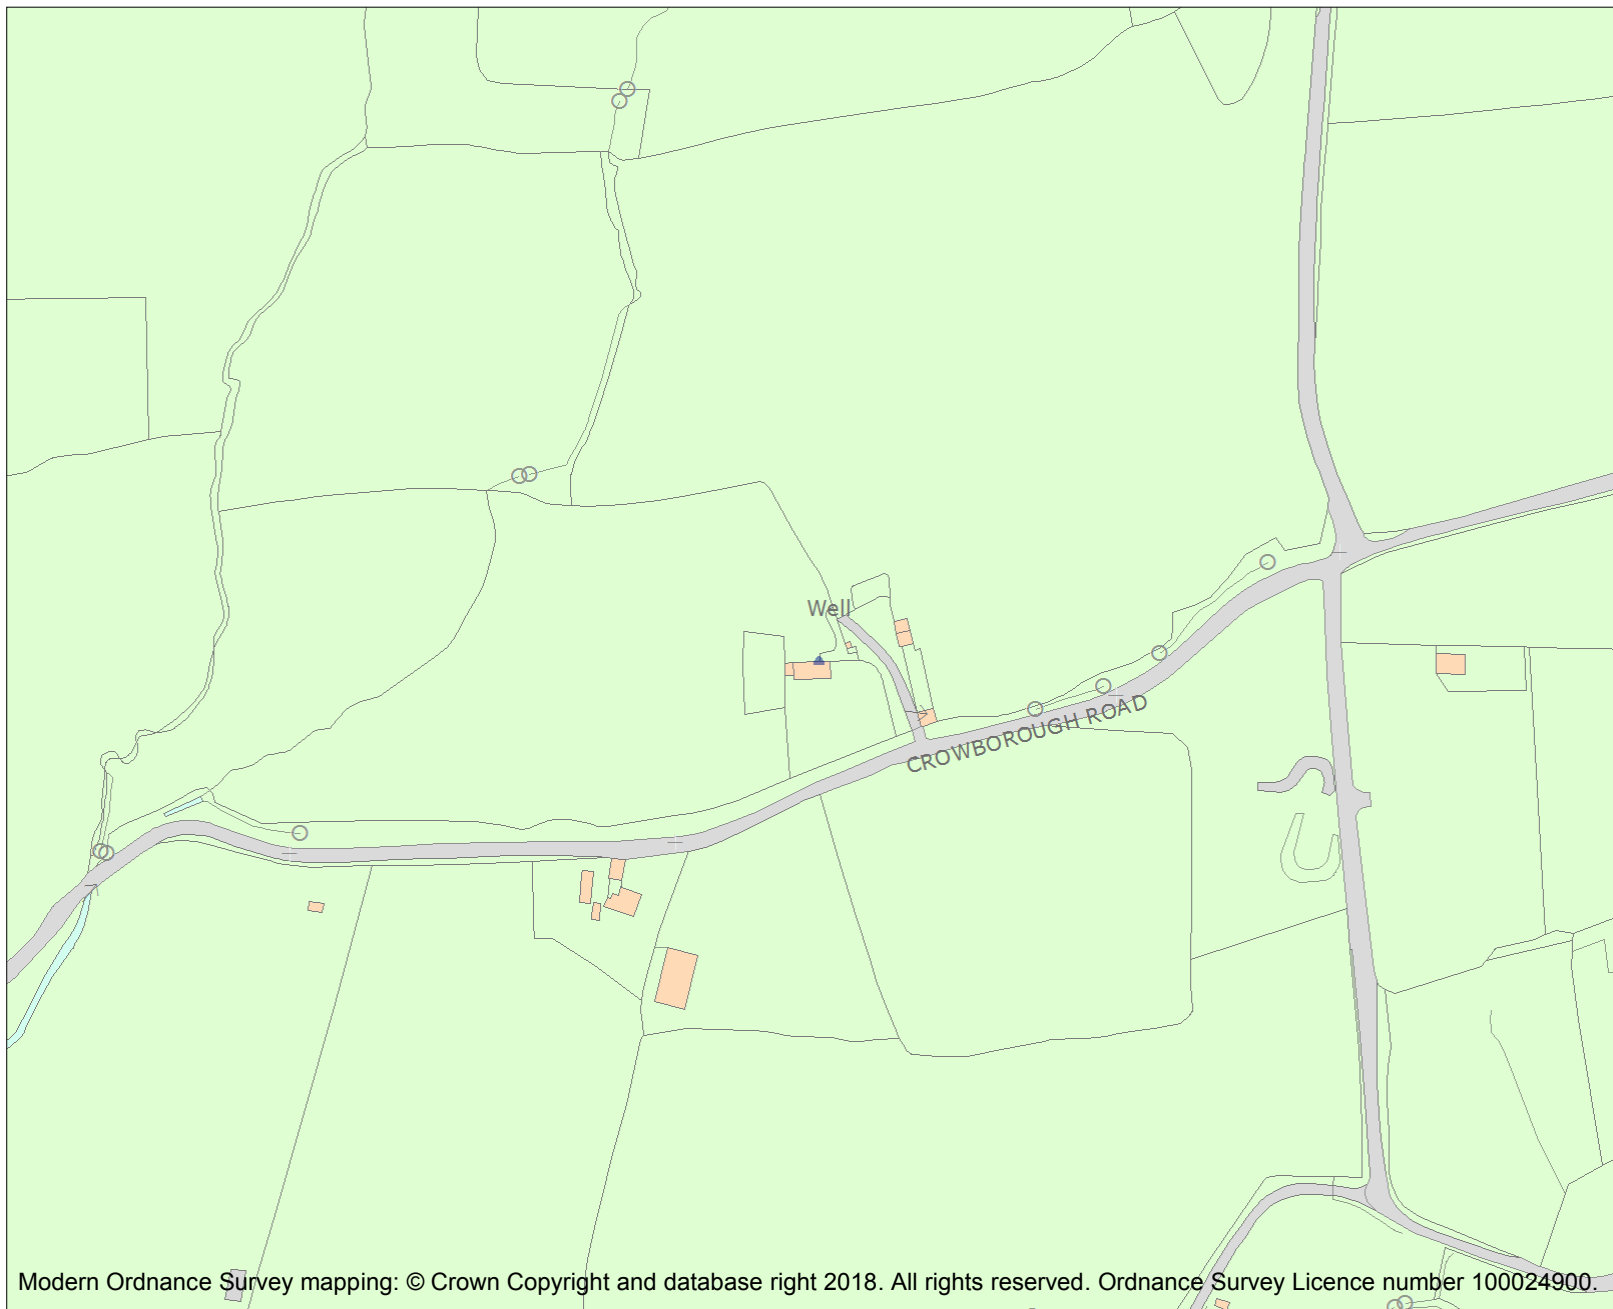 Well
CROWBOROUGH ROAD
Modern Ordnance Survey mapping: © Crown Copyright and database right 2018. All rights reserved. Ordnance Survey Licence number 100024900.